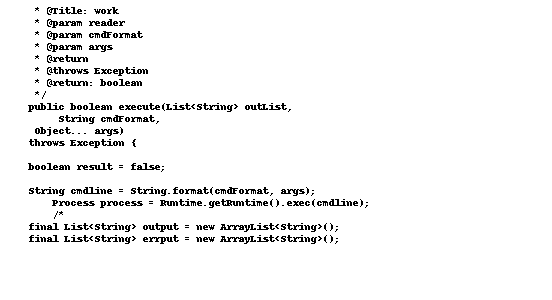 * @Title: work
* @param reader
* @param cmdFormat
* @param args
* @return
* @throws Exception
* @return: boolean
*/
public boolean execute(List<String> outList,
String cmdFormat,
Object... args)
throws Exception {
boolean result = false;
String cmdline = String.format(cmdFormat, args);
Process process = Runtime.getRuntime().exec(cmdline);
/*
final List<String> output = new ArrayList<String>();
final List<String> errput = new ArrayList<String>();